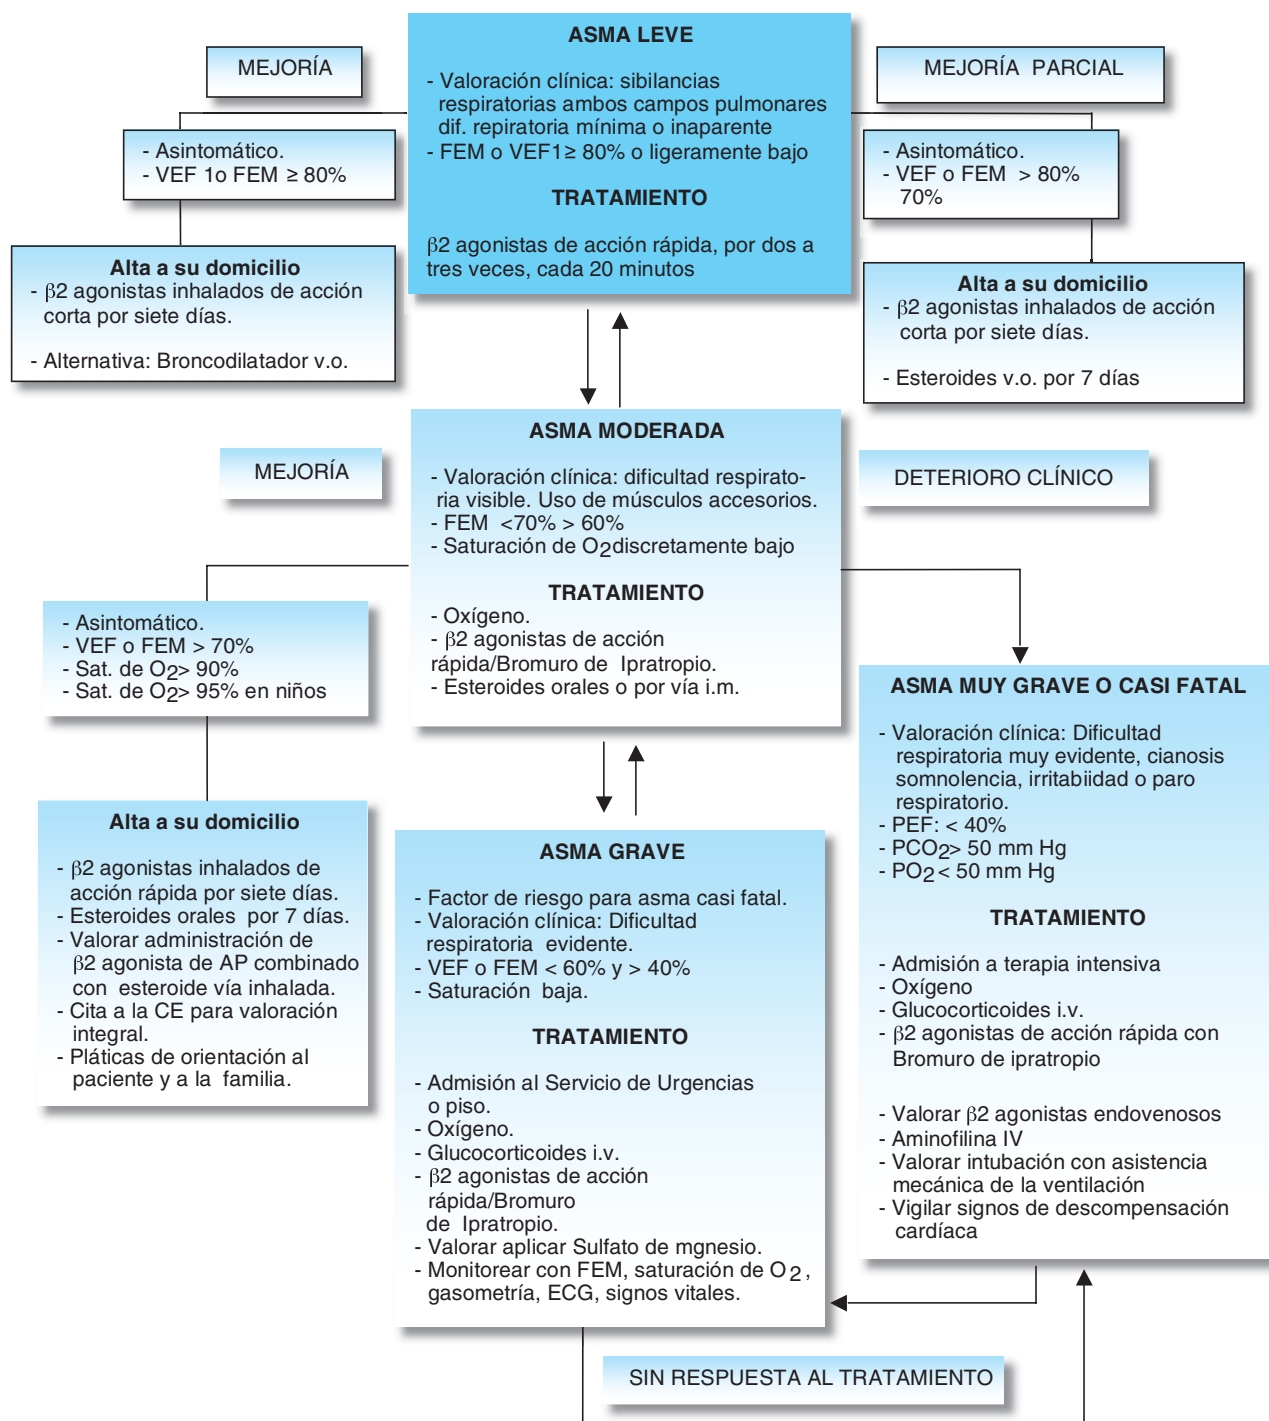 ASMA LEVE
- Valoración clínica: sibilancias
respiratorias ambos campos pulmonares
dif. repiratoria mínima o inaparente
- FEM o VEF1≥ 80% o ligeramente bajo
TRATAMIENTO
β2 agonistas de acción rápida, por dos a
tres veces, cada 20 minutos
MEJORÍA
- Asintomático.
- VEF 1o FEM ≥ 80%
Alta a su domicilio
- β2 agonistas inhalados de acción
corta por siete días.
- Alternativa: Broncodilatador v.o.
MEJORÍA PARCIAL
- Asintomático.
- VEF o FEM > 80%
70%
Alta a su domicilio
- β2 agonistas inhalados de acción
corta por siete días.
- Esteroides v.o. por 7 días
ASMA MODERADA
- Valoración clínica: dificultad respirato-
ria visible. Uso de músculos accesorios.
- FEM <70% > 60%
- Saturación de O2discretamente bajo
TRATAMIENTO
- Oxígeno.
- β2 agonistas de acción
rápida/Bromuro de Ipratropio.
- Esteroides orales o por vía i.m.
MEJORÍA
- Asintomático.
- VEF o FEM > 70%
- Sat. de O2> 90%
- Sat. de O2> 95% en niños
Alta a su domicilio
- β2 agonistas inhalados de
acción rápida por siete días.
- Esteroides orales por 7 días.
- Valorar administración de
β2 agonista de AP combinado
con esteroide vía inhalada.
- Cita a la CE para valoración
integral.
- Pláticas de orientación al
paciente y a la familia.
DETERIORO CLÍNICO
ASMA MUY GRAVE O CASI FATAL
- Valoración clínica: Dificultad
respiratoria muy evidente, cianosis
somnolencia, irritabiidad o paro
respiratorio.
- PEF: < 40%
- PCO2> 50 mm Hg
- PO2< 50 mm Hg
TRATAMIENTO
- Admisión a terapia intensiva
- Oxígeno
- Glucocorticoides i.v.
- β2 agonistas de acción rápida con
Bromuro de ipratropio
- Valorar β2 agonistas endovenosos
- Aminofilina IV
- Valorar intubación con asistencia
mecánica de la ventilación
- Vigilar signos de descompensación
cardíaca
ASMA GRAVE
- Factor de riesgo para asma casi fatal.
- Valoración clínica: Dificultad
respiratoria evidente.
- VEF o FEM < 60% y > 40%
- Saturación baja.
TRATAMIENTO
- Admisión al Servicio de Urgencias
o piso.
- Oxígeno.
- Glucocorticoides i.v.
- β2 agonistas de acción
rápida/Bromuro
de Ipratropio.
- Valorar aplicar Sulfato de mgnesio.
- Monitorear con FEM, saturación de O2,
gasometría, ECG, signos vitales.
SIN RESPUESTA AL TRATAMIENTO